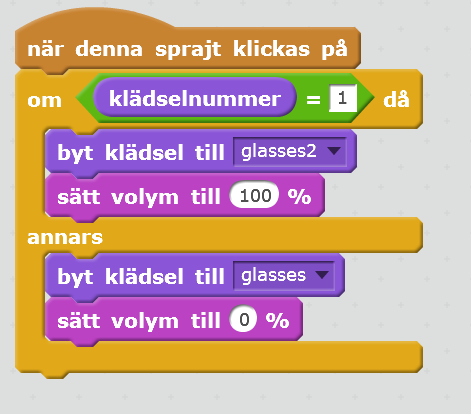 när denna sprajt klickas på
om klädselnummer = 1 då
byt klädsel till glasses2
sätt volym till 100 %
annars
byt klädsel till glasses
sätt volym till 0 %